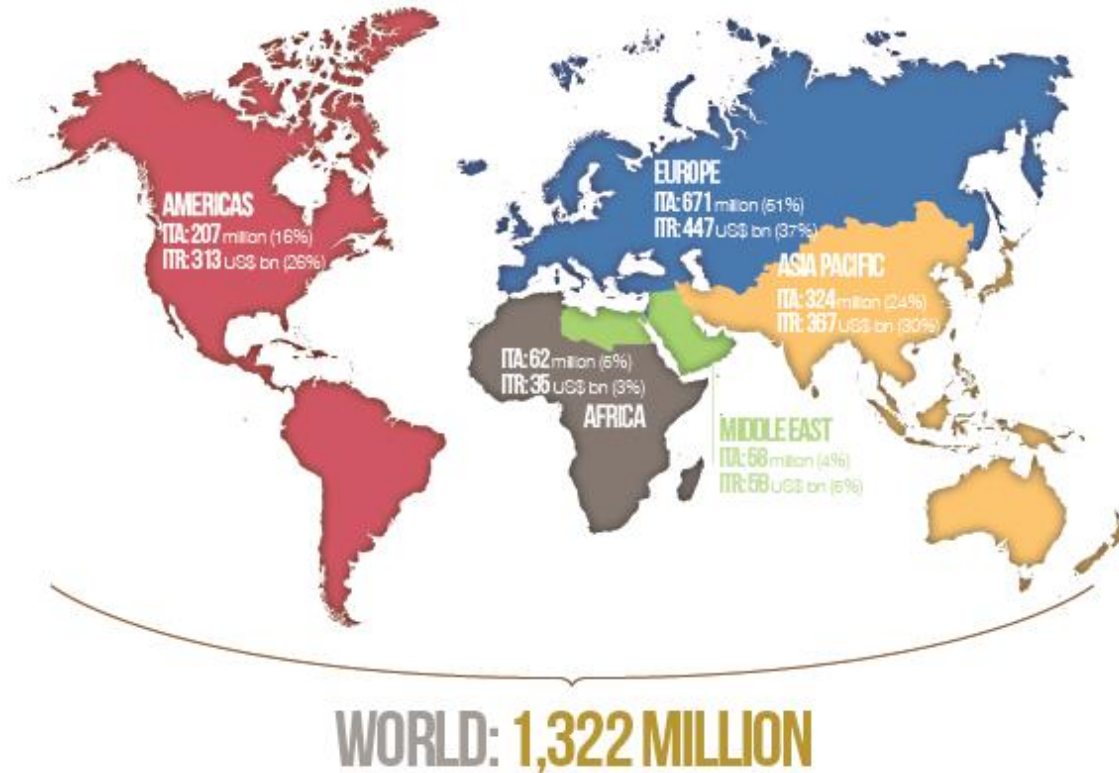 AMERICAS
ITA: 207 million (16%)
ITR: 313 US$ bn (26%)
EUROPE
ITA: 671 million (51%)
ITR: 447 US$ bn (37%)
ASIA PACIFIC
ITA: 324 million (24%)
ITR: 367 US$ bn (30%)
ITA: 62 million (5%)
ITR: 35 US$ bn (3%)
AFRICA
MIDDLE EAST
ITA: 58 million (4%)
ITR: 58 US$ bn (5%)
WORLD: 1,322 MILLION